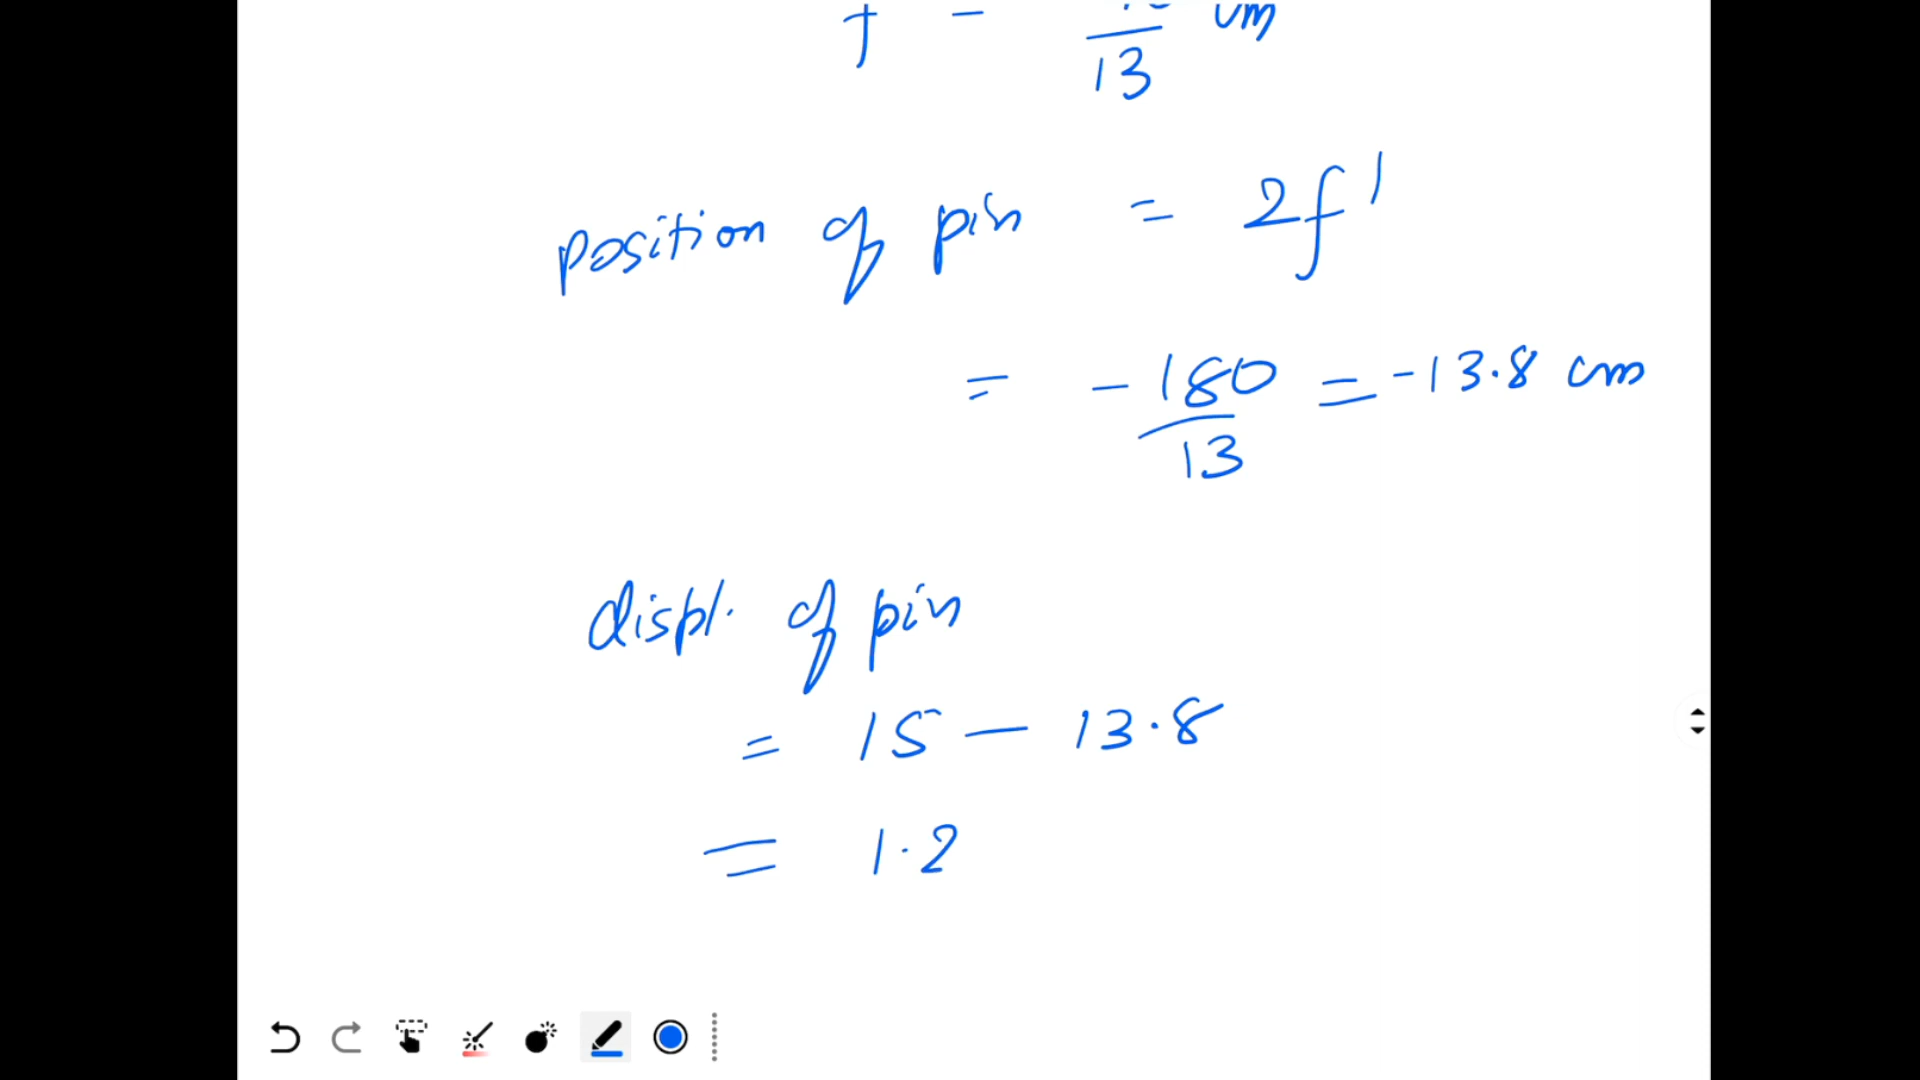 13 cm
position of pin = 2f'
= -180/13 = -13.8 cm
displ. of pin
= 15 - 13.8
= 1.2